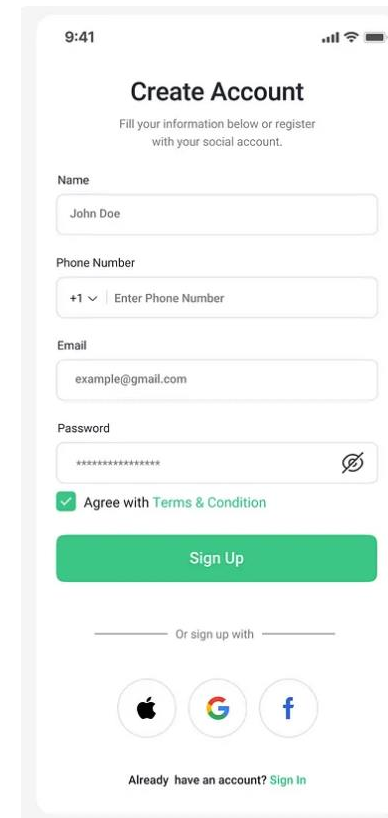 9:41
Create Account
Fill your information below or register
with your social account.
Name
John Doe
Phone Number
+1 Enter Phone Number
Email
example@gmail.com
Password
****************
Agree with Terms & Condition
Sign Up
Or sign up with
Already have an account? Sign In